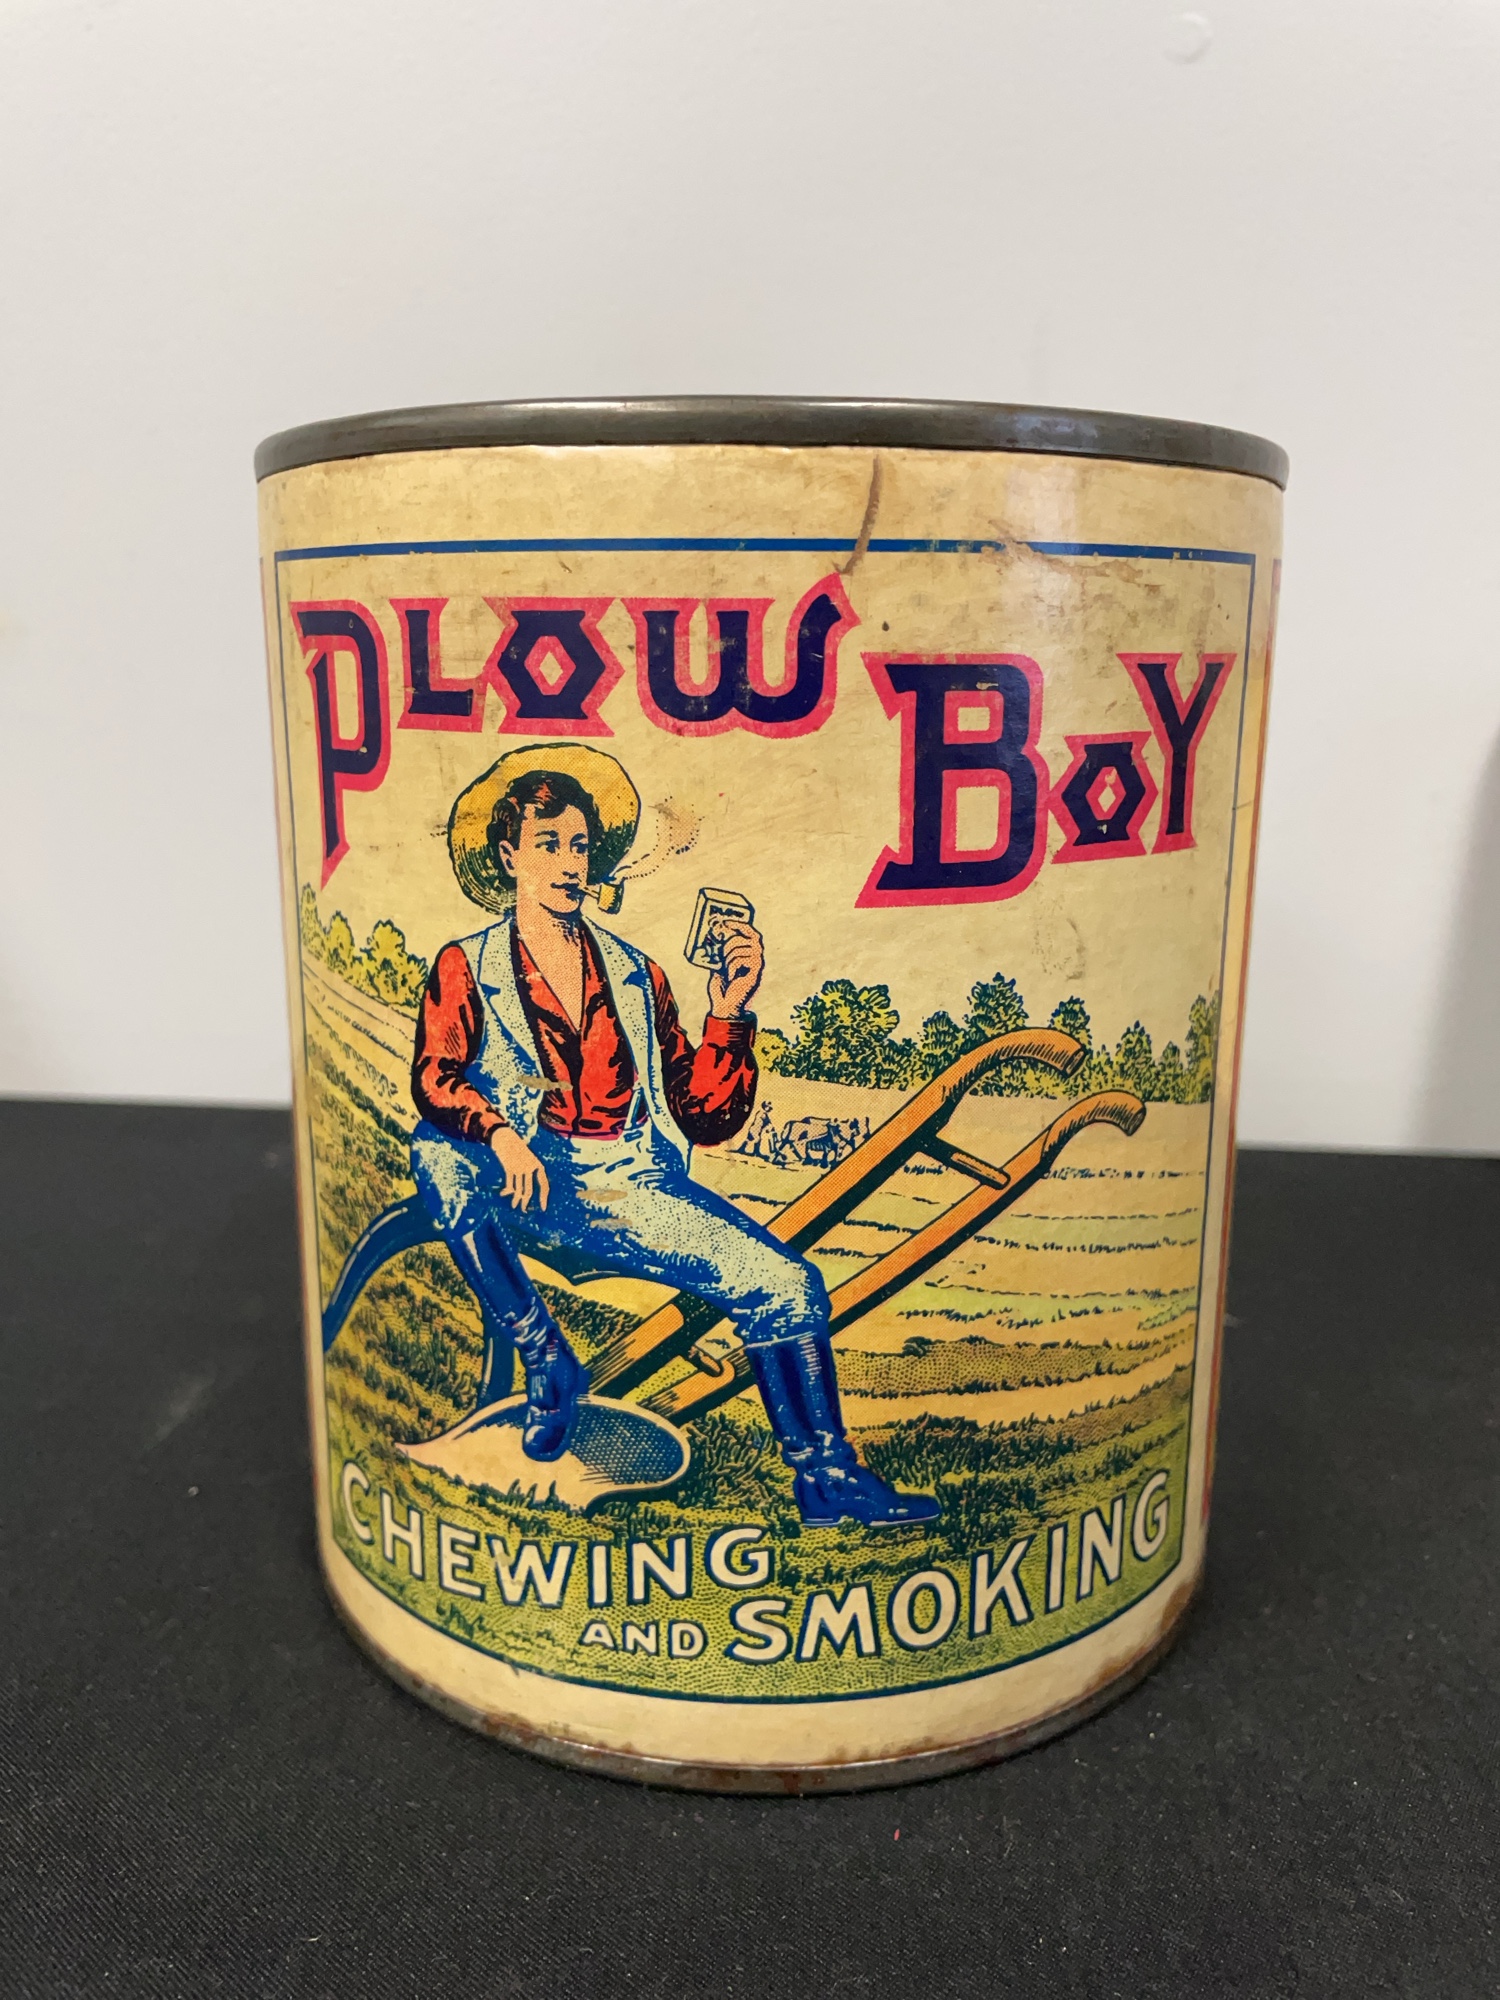 PLOW BOY
CHEWING
AND SMOKING